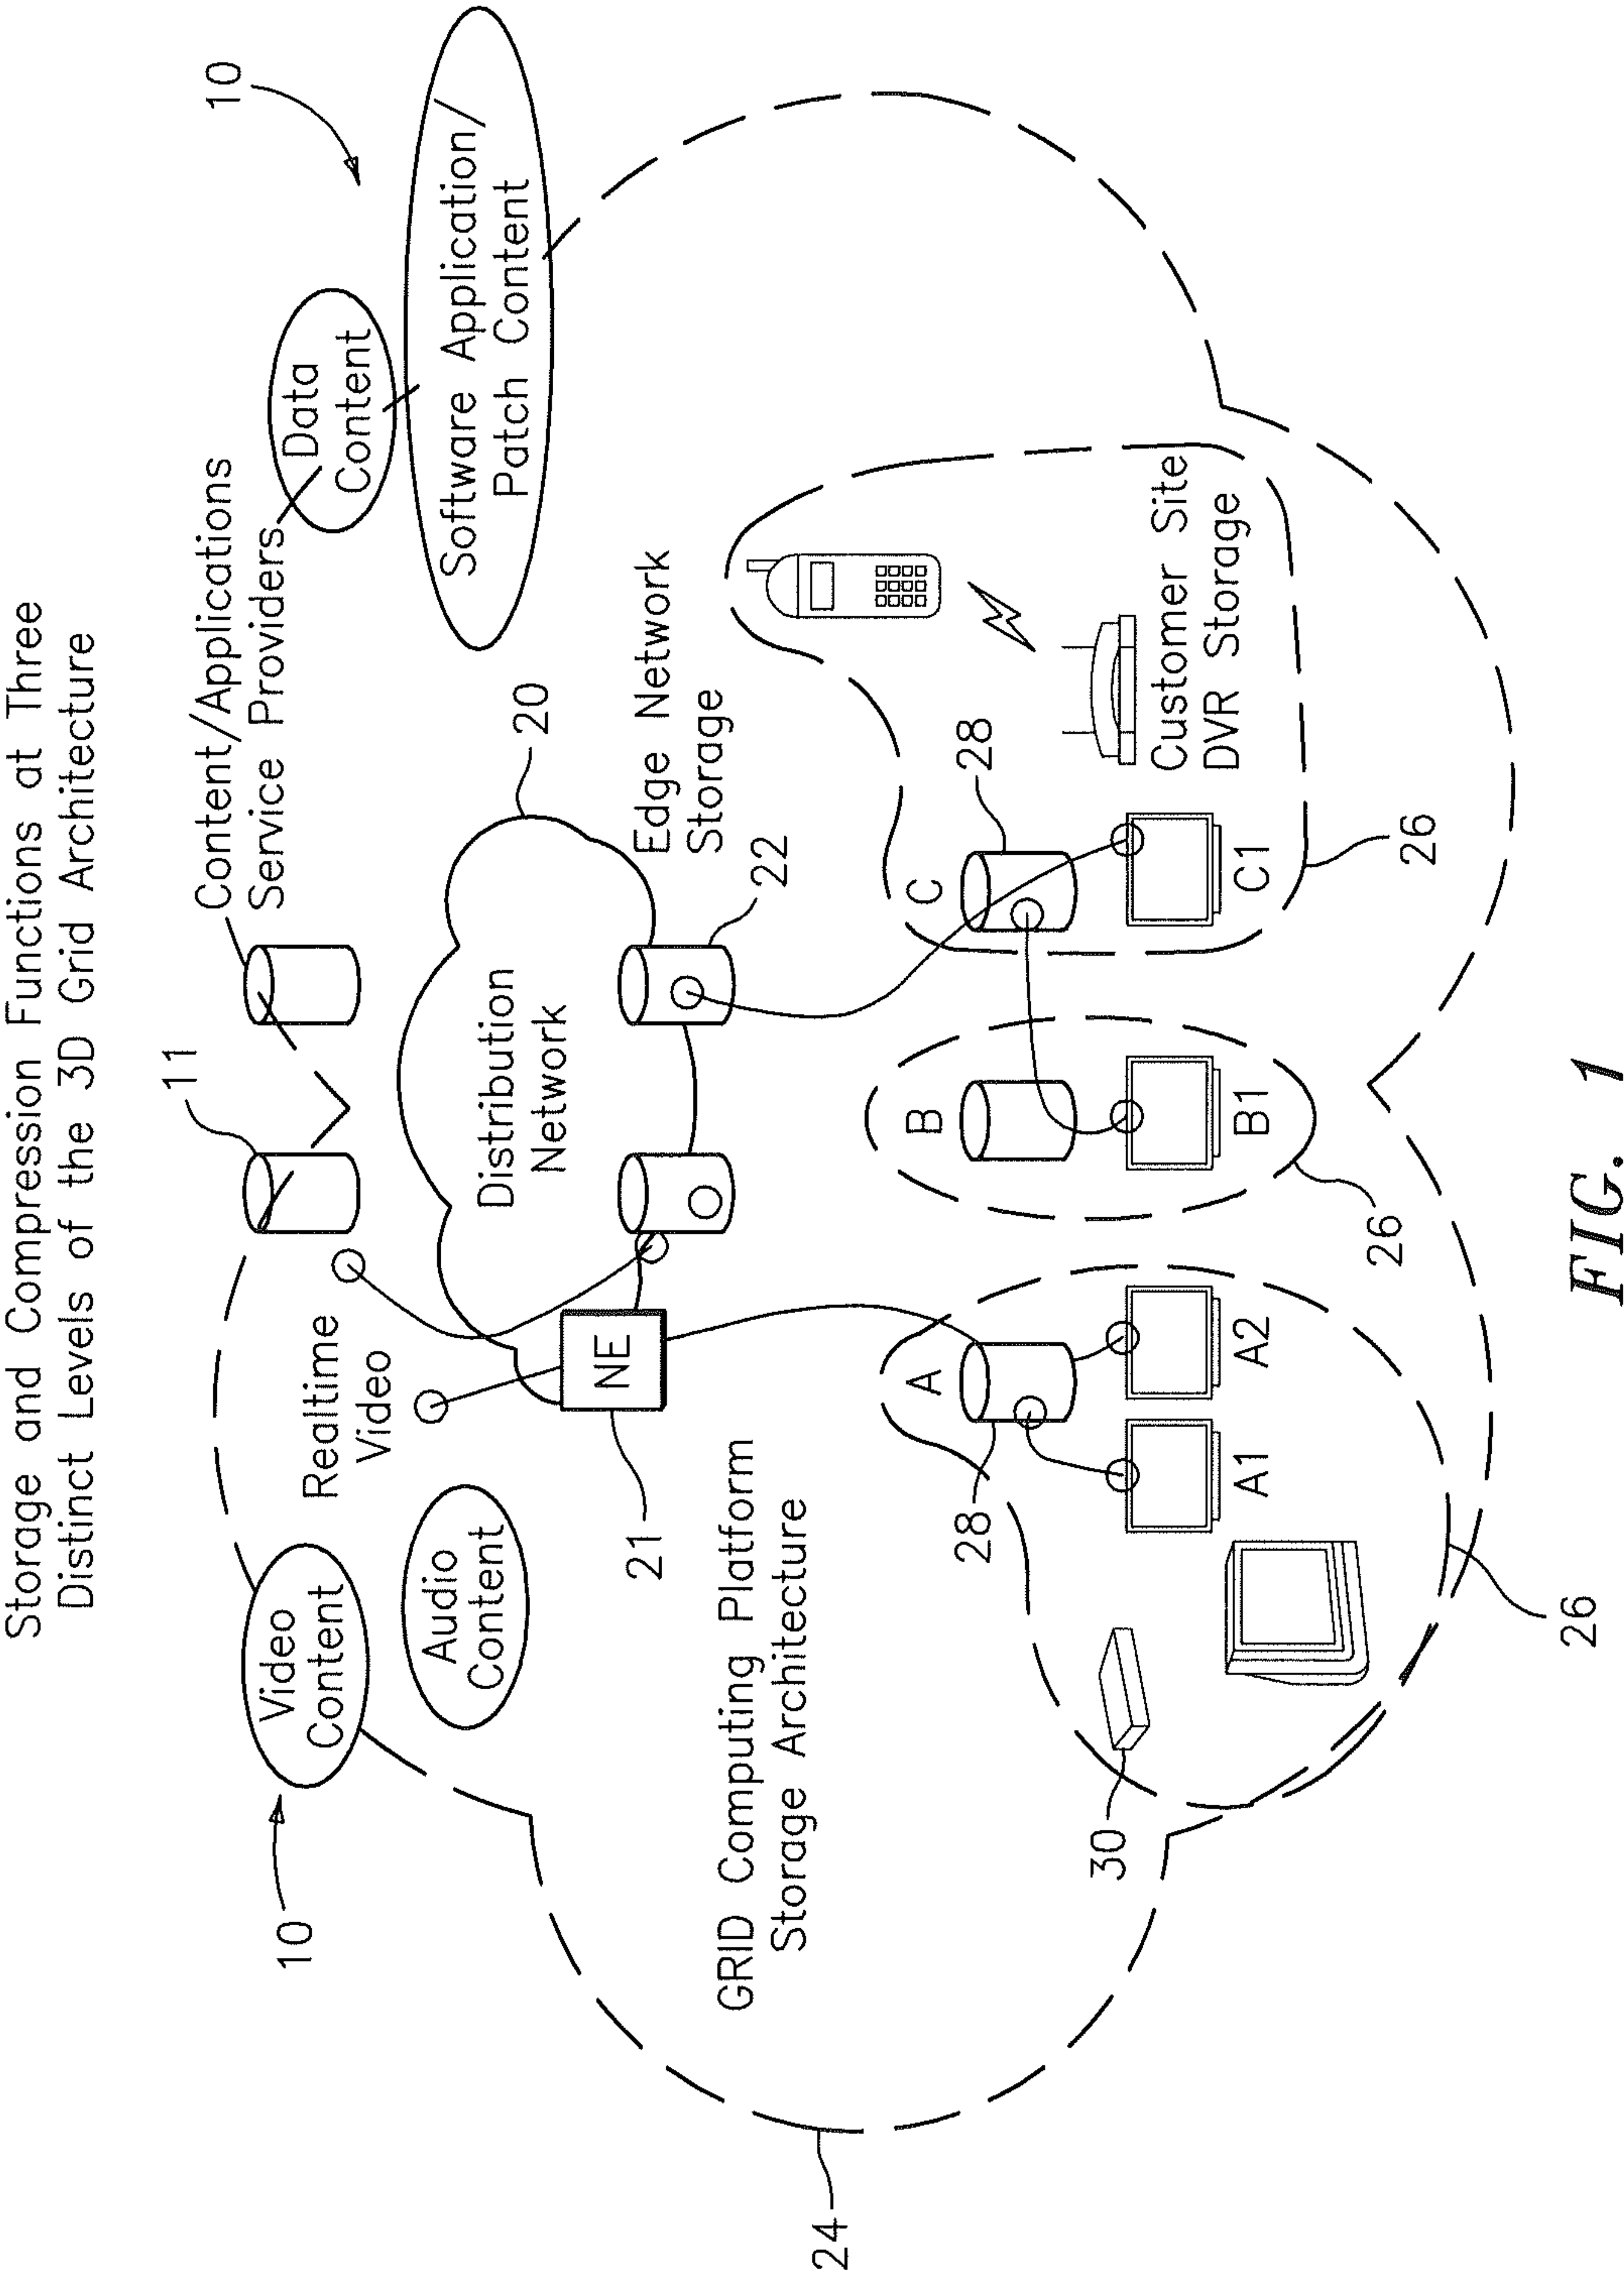 Storage and Compression Functions at Three
Distinct Levels of the 3D Grid Architecture
11
Content/Applications
Service Providers
10
Video
Content
10
Data
Content
Realtime
Video
Audio
Content
Software Application/
Patch Content
20
Distribution
Network
NE
21
Edge Network
Storage
22
GRID Computing Platform
Storage Architecture
24
A
B
C
28
28
30
Customer Site
DVR Storage
A1
A2
B1
C1
26
26
26
FIG. 1